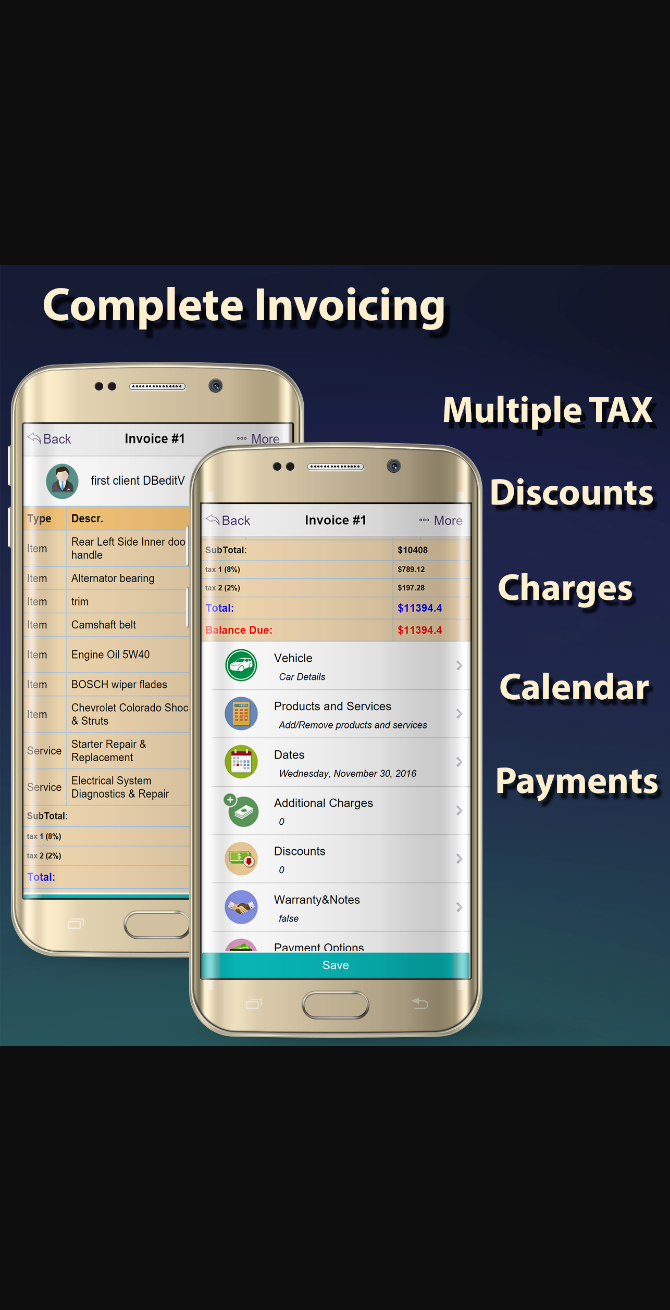 Complete Invoicing
Multiple TAX
Discounts
Charges
Calendar
Payments
Back Invoice #1 More
first client DBeditV
Type Descr.
Item Rear Left Side Inner doo
handle
Item Alternator bearing
Item trim
Item Camshaft belt
Item Engine Oil 5W40
Item BOSCH wiper flades
Item Chevrolet Colorado Shoc
& Struts
Service Starter Repair &
Replacement
Service Electrical System
Diagnostics & Repair
SubTotal:
tax 1 (8%)
tax 2 (2%)
Total:
Back Invoice #1 More
SubTotal: $10408
tax 1 (8%) $789.12
tax 2 (2%) $197.28
Total: $11394.4
Balance Due: $11394.4
Vehicle
Car Details
Products and Services
Add/Remove products and services
Dates
Wednesday, November 30, 2016
Additional Charges
0
Discounts
0
Warranty&Notes
false
Payment Options
Save